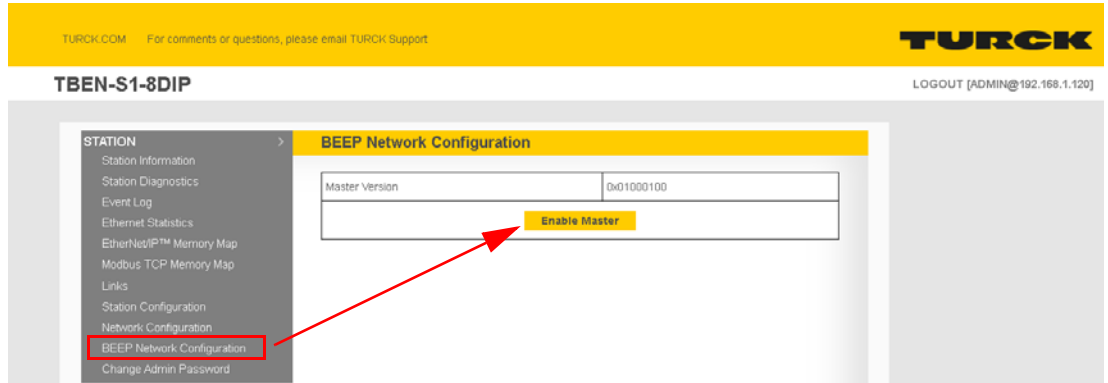 TURCK.COM For comments or questions, please email TURCK Support
TURCK
TBEN-S1-8DIP
LOGOUT [ADMIN@192.168.1.120]
STATION >
Station Information
Station Diagnostics
Event Log
Ethernet Statistics
EtherNet/IP™ Memory Map
Modbus TCP Memory Map
Links
Station Configuration
Network Configuration
BEEP Network Configuration
Change Admin Password
BEEP Network Configuration
Master Version 0x01000100
Enable Master